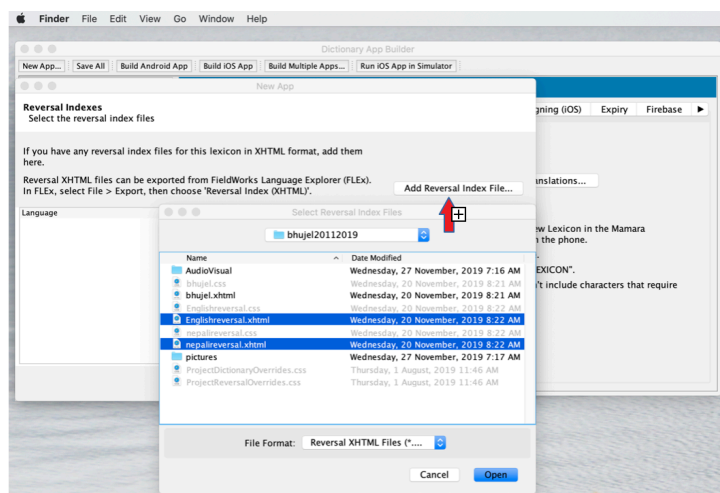 Finder File Edit View Go Window Help
Dictionary App Builder
New App... Save All Build Android App Build iOS App Build Multiple Apps... Run iOS App in Simulator
New App
Reversal Indexes
Select the reversal index files
gning (iOS) Expiry Firebase
If you have any reversal index files for this lexicon in XHTML format, add them
here.
Reversal XHTML files can be exported from FieldWorks Language Explorer (FLEx).
In FLEx, select File > Export, then choose 'Reversal Index (XHTML)'.
Add Reversal Index File...
anslations...
Language
Select Reversal Index Files
bhujel20112019
ew Lexicon in the Mamara
n the phone.
EXICON".
't include characters that require
Name Date Modified
AudioVisual Wednesday, 27 November, 2019 7:16 AM
bhujel.css Wednesday, 20 November, 2019 8:21 AM
bhujel.xhtml Wednesday, 20 November, 2019 8:21 AM
Englishreversal.css Wednesday, 20 November, 2019 8:22 AM
Englishreversal.xhtml Wednesday, 20 November, 2019 8:22 AM
nepalireversal.css Wednesday, 20 November, 2019 8:22 AM
nepalireversal.xhtml Wednesday, 20 November, 2019 8:22 AM
pictures Wednesday, 27 November, 2019 7:17 AM
ProjectDictionaryOverrides.css Thursday, 1 August, 2019 11:46 AM
ProjectReversalOverrides.css Thursday, 1 August, 2019 11:46 AM
File Format: Reversal XHTML Files (*....
Cancel Open